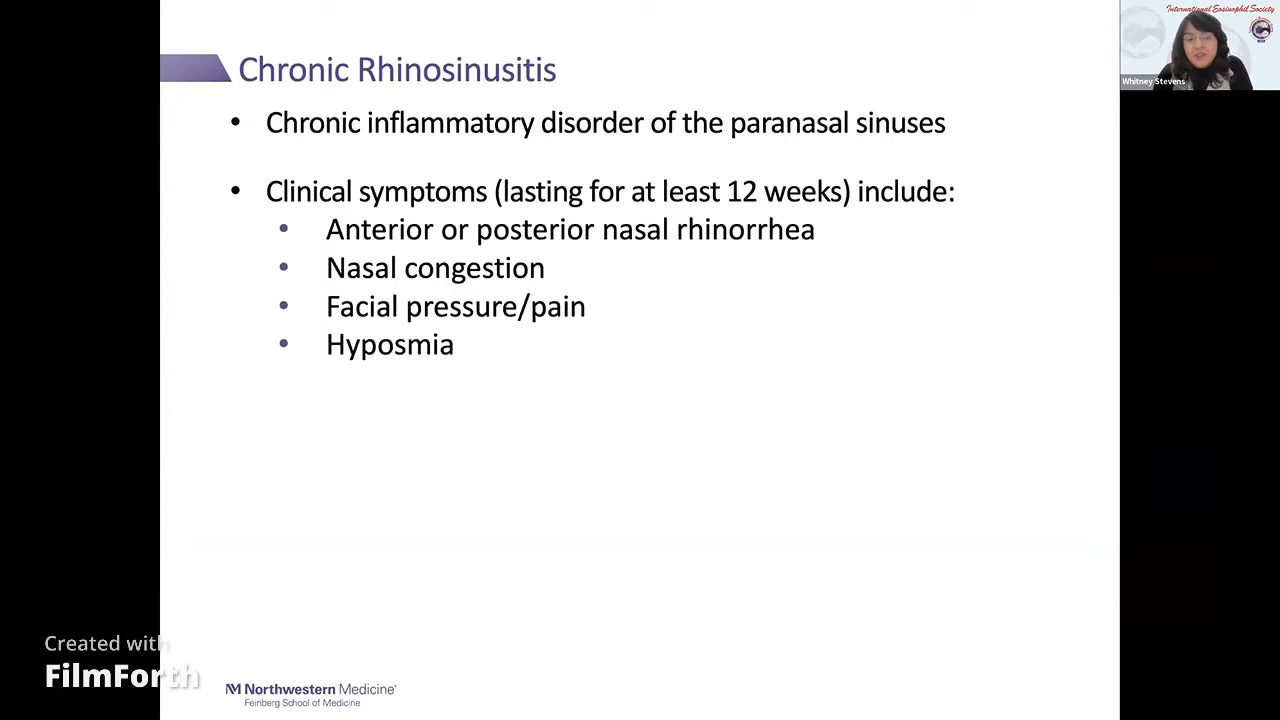 International Eosinophil Society
Whitney Stevens
Chronic Rhinosinusitis
• Chronic inflammatory disorder of the paranasal sinuses
• Clinical symptoms (lasting for at least 12 weeks) include:
• Anterior or posterior nasal rhinorrhea
• Nasal congestion
• Facial pressure/pain
• Hyposmia
Created with
FilmForth
NM Northwestern Medicine®
Feinberg School of Medicine